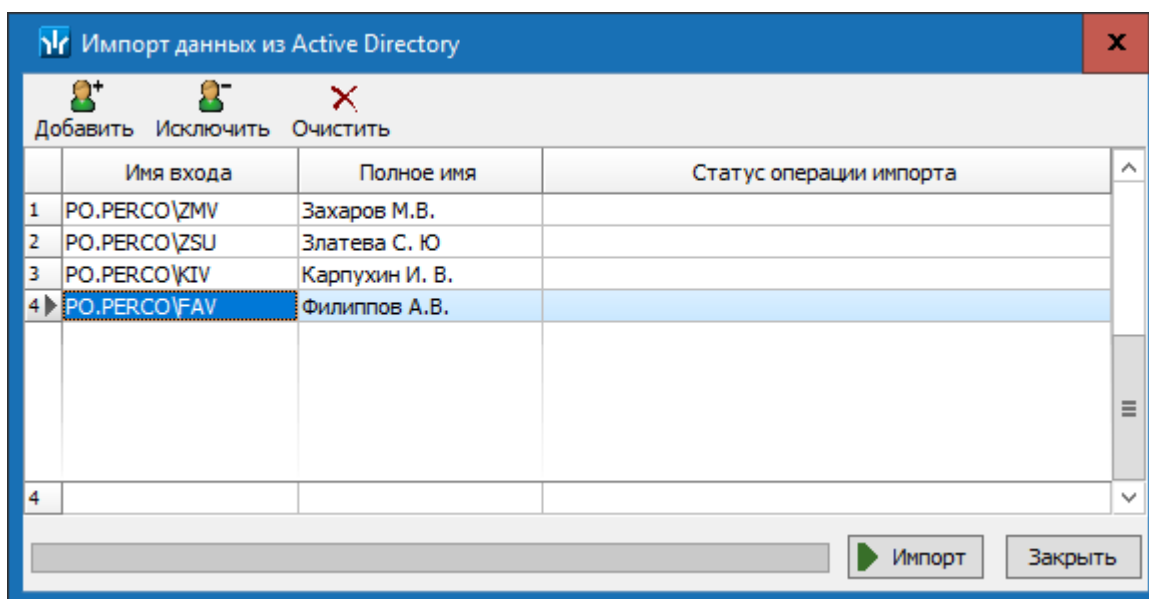 Импорт данных из Active Directory
Добавить Исключить Очистить
Имя входа Полное имя Статус операции импорта
1 PO.PERCO\ZMV Захаров М.В.
2 PO.PERCO\ZSU Златева С. Ю
3 PO.PERCO\KIV Карпухин И. В.
4 PO.PERCO\FAV Филиппов А.В.
4
Импорт Закрыть